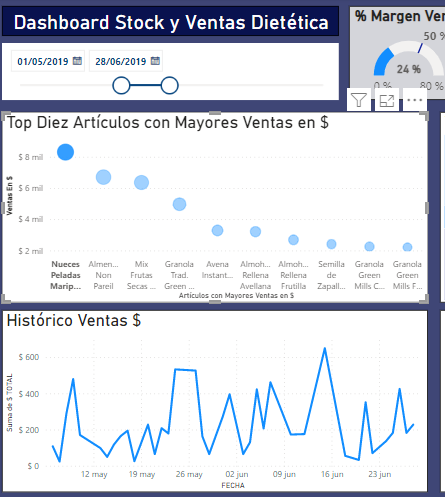 Dashboard Stock y Ventas Dietética
% Margen Ven
50 %
01/05/2019
28/06/2019
24 %
0 %
80 %
Top Diez Artículos con Mayores Ventas en $
Ventas En $
$ 8 mil
$ 6 mil
$ 4 mil
$ 2 mil
Nueces Almen... Mix Granola Avena Almoh... Almoh... Semilla Granola Granola
Peladas Non Frutas Trad. Instant... Rellena Rellena de Green Green
Marip... Pareil Secas ... Green ... Avellana Frutilla Zapall... Mills C... Mills F...
Artículos con Mayores Ventas en $
Histórico Ventas $
Suma de $ TOTAL
$ 600
$ 400
$ 200
$ 0
12 may 19 may 26 may 02 jun 09 jun 16 jun 23 jun
FECHA